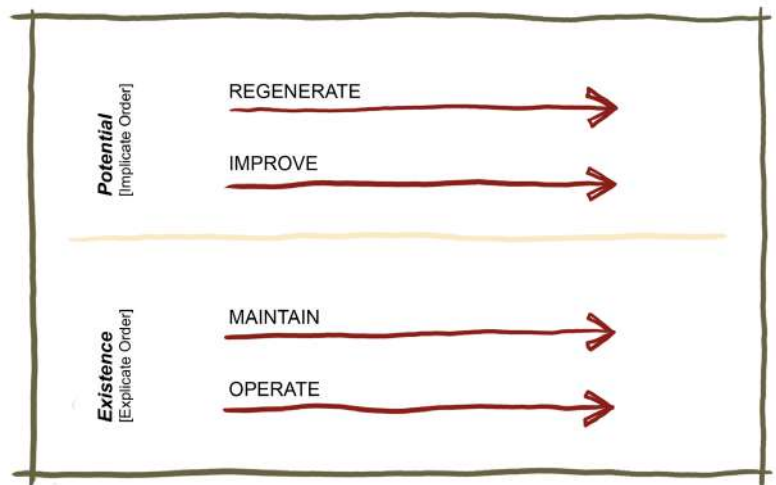 Potential
[Implicate Order]
REGENERATE
IMPROVE
Existence
[Explicate Order]
MAINTAIN
OPERATE